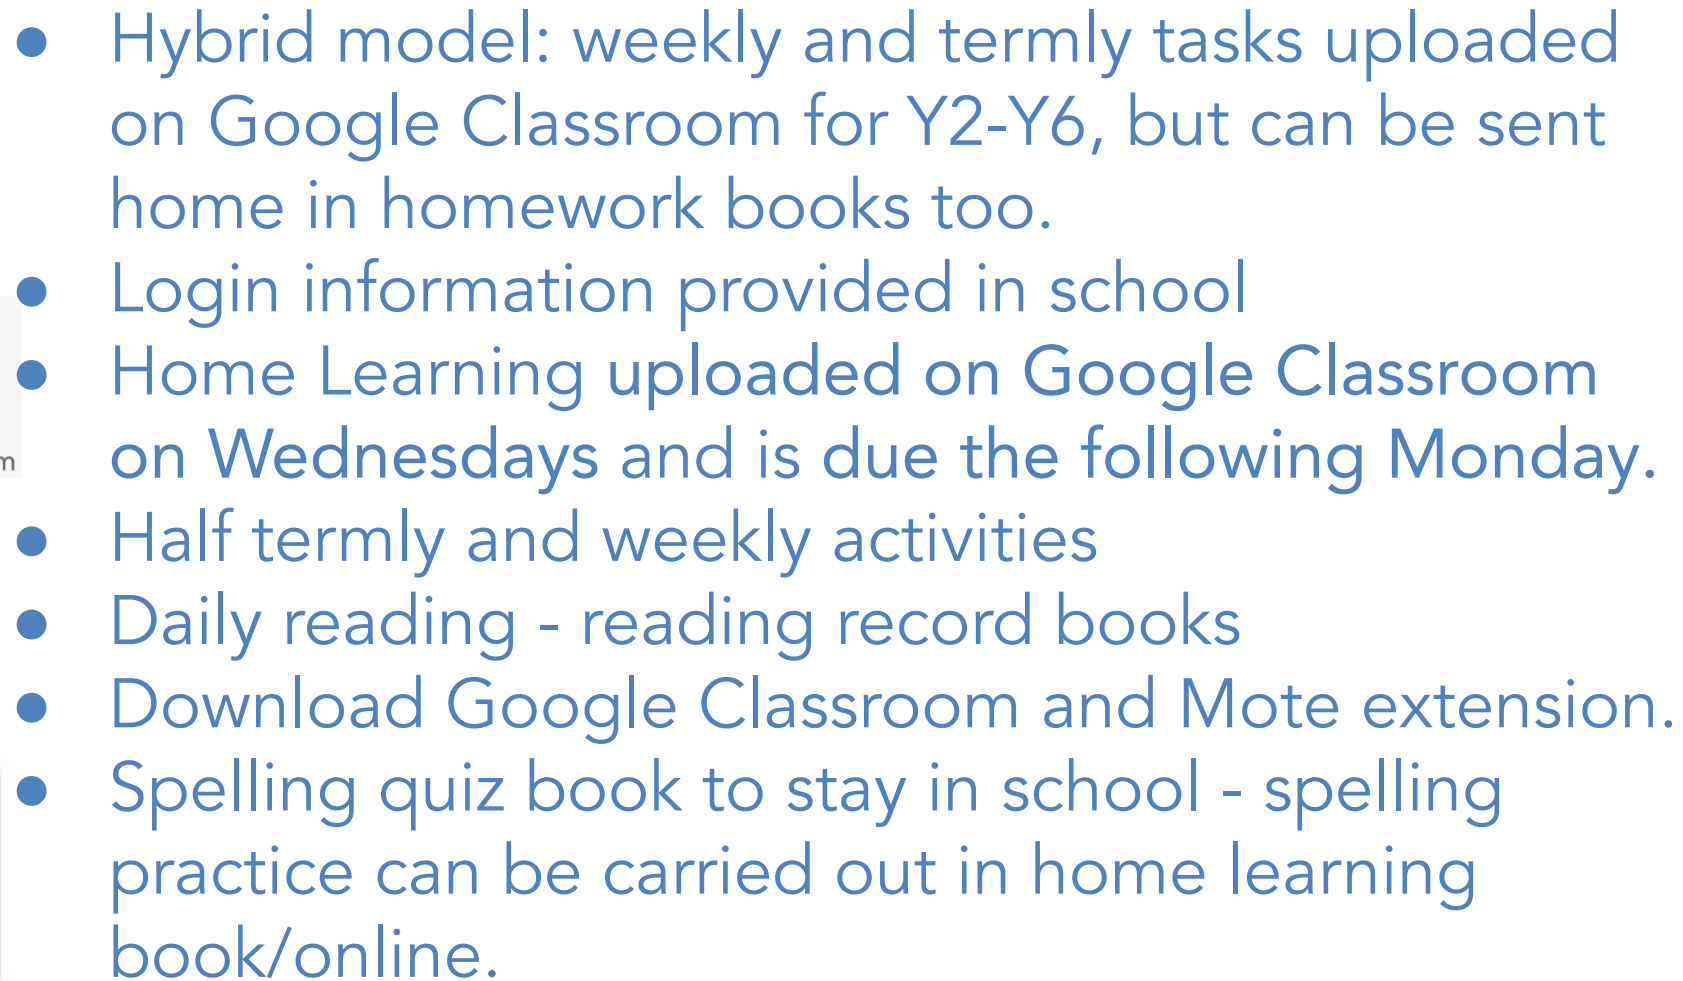 ● Hybrid model: weekly and termly tasks uploaded
on Google Classroom for Y2-Y6, but can be sent
home in homework books too.
● Login information provided in school
● Home Learning uploaded on Google Classroom
on Wednesdays and is due the following Monday.
m
● Half termly and weekly activities
● Daily reading - reading record books
● Download Google Classroom and Mote extension.
● Spelling quiz book to stay in school - spelling
practice can be carried out in home learning
book/online.